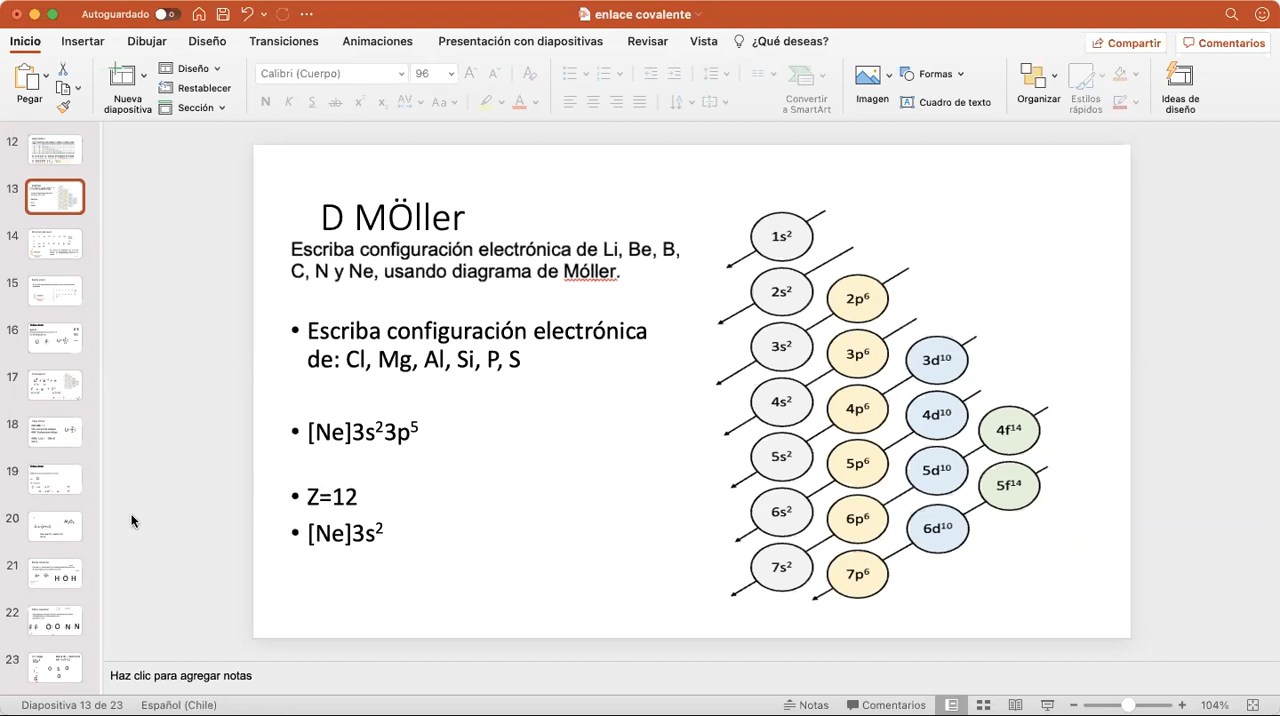 Autoguardado
enlace covalente
Inicio Insertar Dibujar Diseño Transiciones Animaciones Presentación con diapositivas Revisar Vista ¿Qué deseas? Compartir Comentarios
Pegar
Nueva diapositiva
Diseño
Restablecer
Sección
Calibri (Cuerpo) 96
Convertir a SmartArt
Imagen
Formas
Cuadro de texto
Organizar
Estilos rápidos
Ideas de diseño
12
13
14
15
16
17
18
19
20
21
22
23
D MÖller
Escriba configuración electrónica de Li, Be, B,
C, N y Ne, usando diagrama de Móller.
• Escriba configuración electrónica
de: Cl, Mg, Al, Si, P, S
• [Ne]3s²3p⁵
• Z=12
• [Ne]3s²
1s²
2s² 2p⁶
3s² 3p⁶ 3d¹⁰
4s² 4p⁶ 4d¹⁰ 4f¹⁴
5s² 5p⁶ 5d¹⁰ 5f¹⁴
6s² 6p⁶ 6d¹⁰
7s² 7p⁶
Haz clic para agregar notas
Diapositiva 13 de 23 Español (Chile) Notas Comentarios 104%